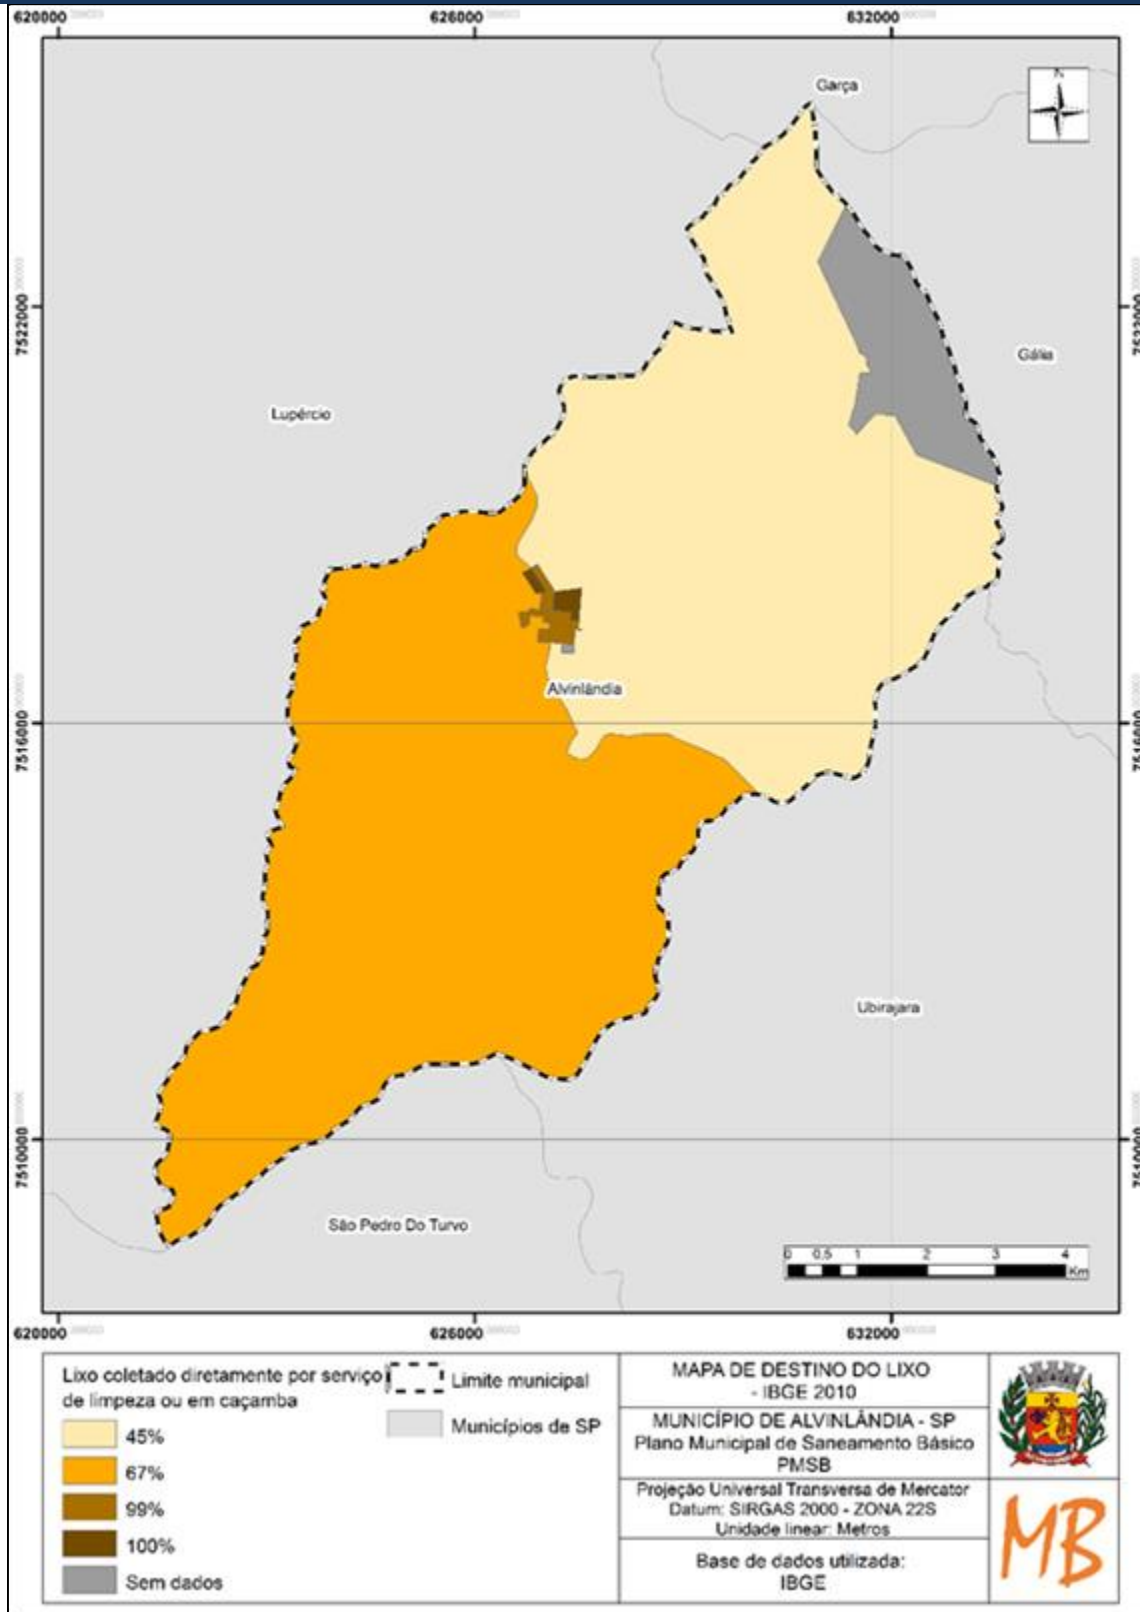 620000 626000 632000
Garça
N
7522000 7522000
Gália
Lupércio
Alvinlândia
7516000 7516000
Ubirajara
7510000 7510000
São Pedro Do Turvo
0 0,5 1 2 3 4
Km
620000 626000 632000
Lixo coletado diretamente por serviço
de limpeza ou em caçamba
45%
67%
99%
100%
Sem dados
Limite municipal
Municípios de SP
MAPA DE DESTINO DO LIXO
- IBGE 2010
MUNICÍPIO DE ALVINLÂNDIA - SP
Plano Municipal de Saneamento Básico
PMSB
Projeção Universal Transversa de Mercator
Datum: SIRGAS 2000 - ZONA 22S
Unidade linear: Metros
Base de dados utilizada:
IBGE
MB